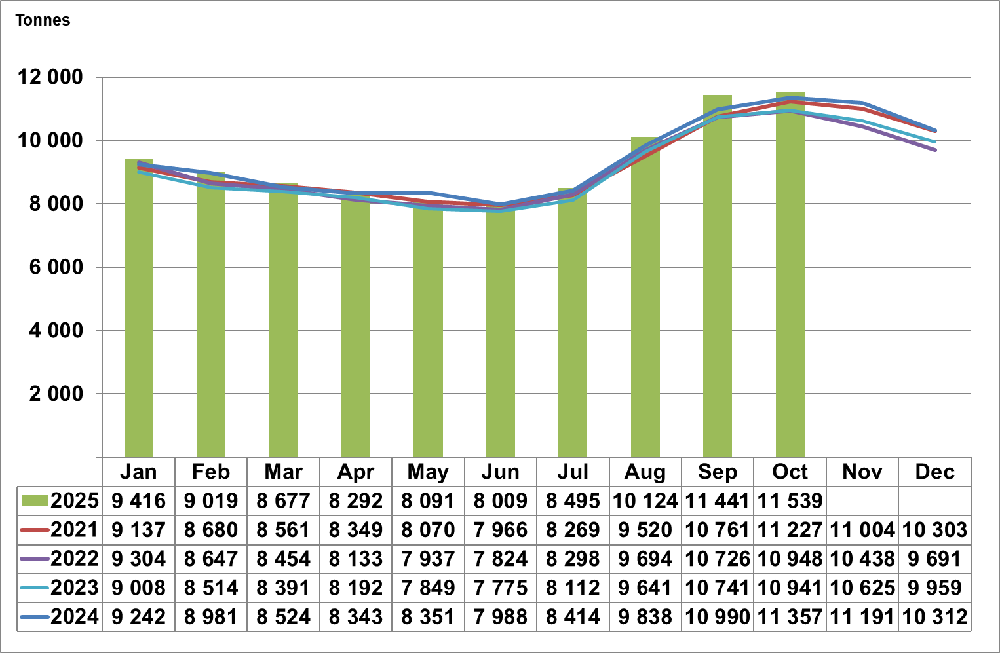 Tonnes
12 000
10 000
8 000
6 000
4 000
2 000
Jan Feb Mar Apr May Jun Jul Aug Sep Oct Nov Dec
2025 9 416 9 019 8 677 8 292 8 091 8 009 8 495 10 124 11 441 11 539
2021 9 137 8 680 8 561 8 349 8 070 7 966 8 269 9 520 10 761 11 227 11 004 10 303
2022 9 304 8 647 8 454 8 133 7 937 7 824 8 298 9 694 10 726 10 948 10 438 9 691
2023 9 008 8 514 8 391 8 192 7 849 7 775 8 112 9 641 10 741 10 941 10 625 9 959
2024 9 242 8 981 8 524 8 343 8 351 7 988 8 414 9 838 10 990 11 357 11 191 10 312